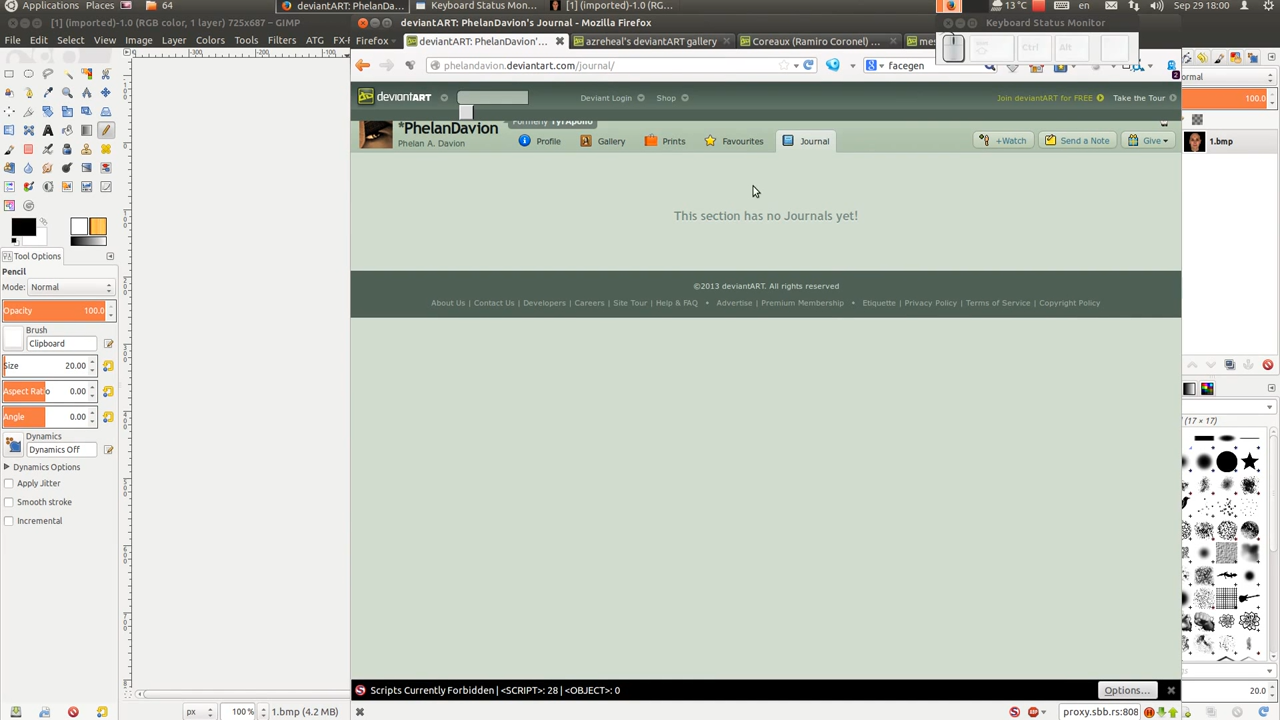 Applications Places 64 deviantART: PhelanDa... Keyboard Status Mon... [1] (imported)-1.0 (RG... 13 °C en Sep 29 18:00
[1] (imported)-1.0 (RGB color, 1 layer) 725x687 – GIMP
deviantART: PhelanDavion's Journal - Mozilla Firefox
Keyboard Status Monitor
File Edit Select View Image Layer Colors Tools Filters ART FX-F
Firefox deviantART: PhelanDavion'... azreheal's deviantART gallery Coreaux (Ramiro Coronel) ... me
Ctrl Alt
phelandavion.deviantart.com/journal/ facegen
2
deviantART Deviant Login Shop Join deviantART for FREE Take the Tour
100.0
Formerly TyrApollo
*PhelanDavion
Phelan A. Davion
Profile Gallery Prints Favourites Journal +Watch Send a Note Give
1.bmp
This section has no Journals yet!
Tool Options
Pencil
Mode: Normal
Opacity 100.0
Brush
Clipboard
Size 20.00
Aspect Ratio 0.00
Angle 0.00
Dynamics
Dynamics Off
Dynamics Options
Apply Jitter
Smooth stroke
Incremental
©2013 deviantART. All rights reserved
About Us | Contact Us | Developers | Careers | Site Tour | Help & FAQ • Advertise | Premium Membership • Etiquette | Privacy Policy | Terms of Service | Copyright Policy
(17 × 17)
Scripts Currently Forbidden | <SCRIPT>: 28 | <OBJECT>: 0 Options...
20.0
px 100 % 1.bmp (4.2 MB) proxy.sbb.rs:808